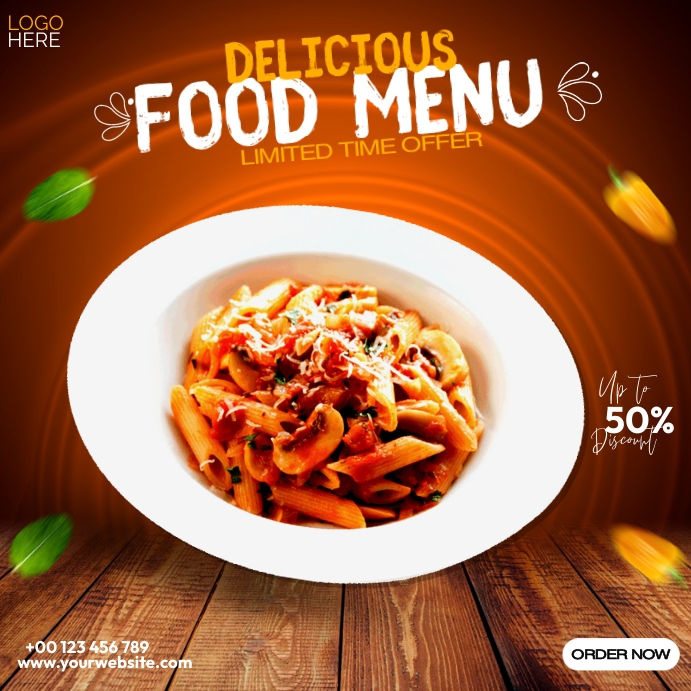 LOGO
HERE
DELICIOUS
FOOD MENU
LIMITED TIME OFFER
Up to
50%
Discount
+00 123 456 789
www.yourwebsite.com
ORDER NOW